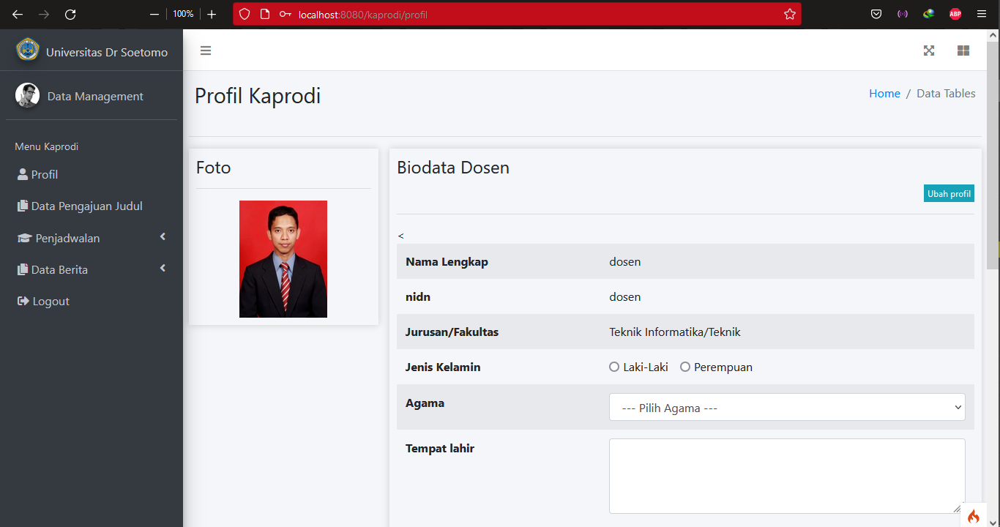 100%
localhost:8080/kaprodi/profil
ABP
Universitas Dr Soetomo
Data Management
Menu Kaprodi
Profil
Data Pengajuan Judul
Penjadwalan
Data Berita
Logout
Profil Kaprodi
Home / Data Tables
Foto
Biodata Dosen
Ubah profil
<
Nama Lengkap dosen
nidn dosen
Jurusan/Fakultas Teknik Informatika/Teknik
Jenis Kelamin Laki-Laki Perempuan
Agama --- Pilih Agama ---
Tempat lahir